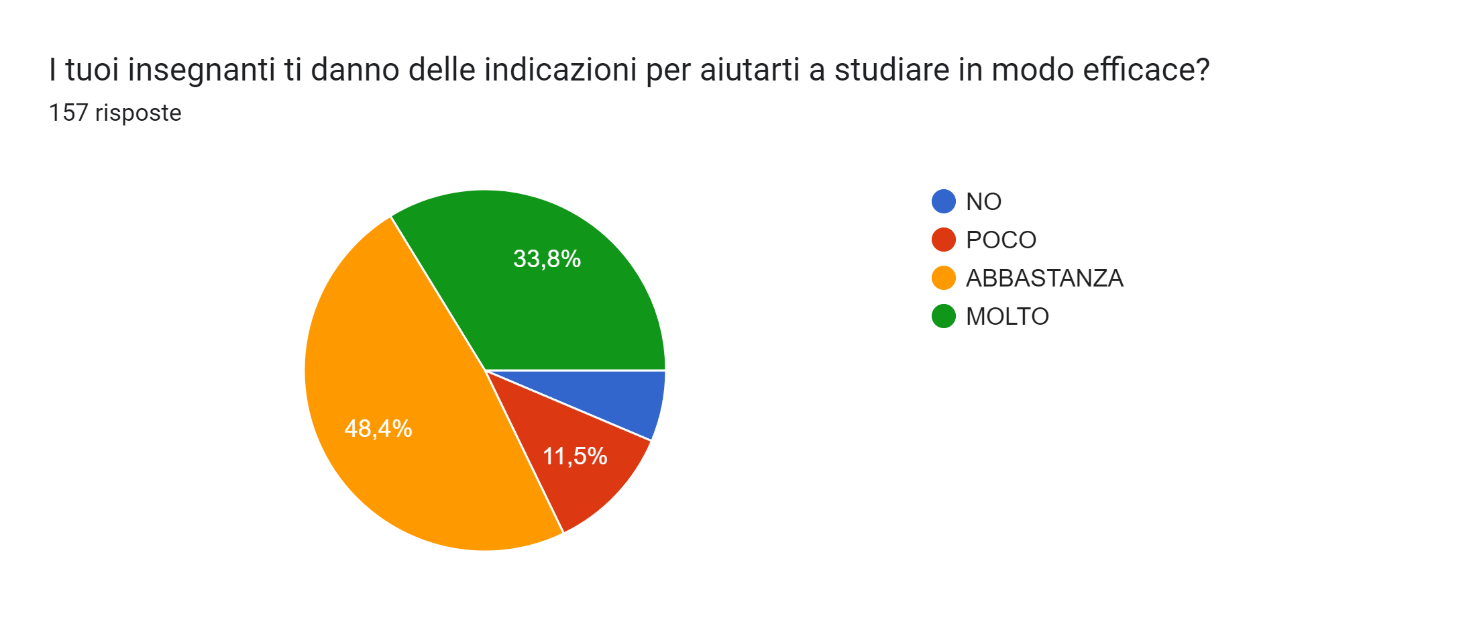 I tuoi insegnanti ti danno delle indicazioni per aiutarti a studiare in modo efficace?
157 risposte
33,8%
48,4%
11,5%
NO
POCO
ABBASTANZA
MOLTO